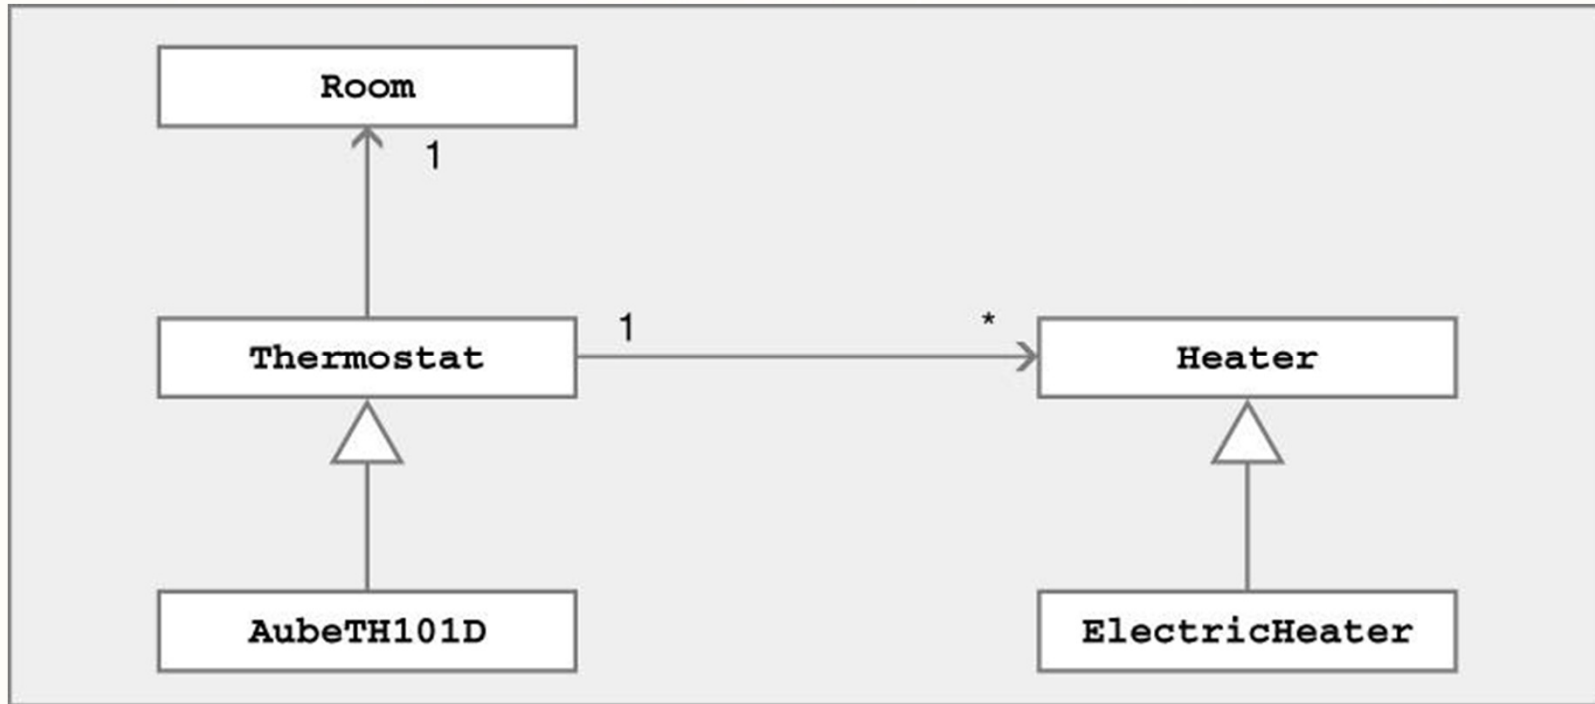 Room
1
Thermostat
1
*
Heater
AubeTH101D
ElectricHeater